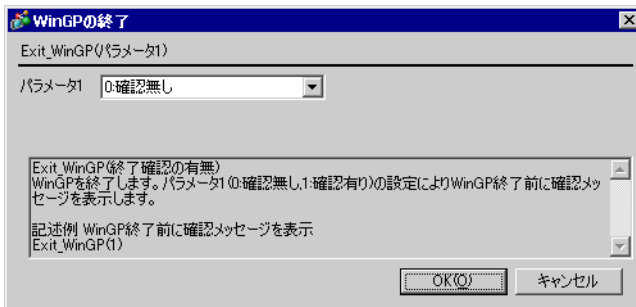 WinGPの終了
Exit_WinGP(パラメータ1)
パラメータ1 0:確認無し
Exit_WinGP(終了確認の有無)
WinGPを終了します。パラメータ1(0:確認無し,1:確認有り)の設定によりWinGP終了前に確認メッ
セージを表示します。
記述例 WinGP終了前に確認メッセージを表示
Exit_WinGP(1)
OK(O) キャンセル